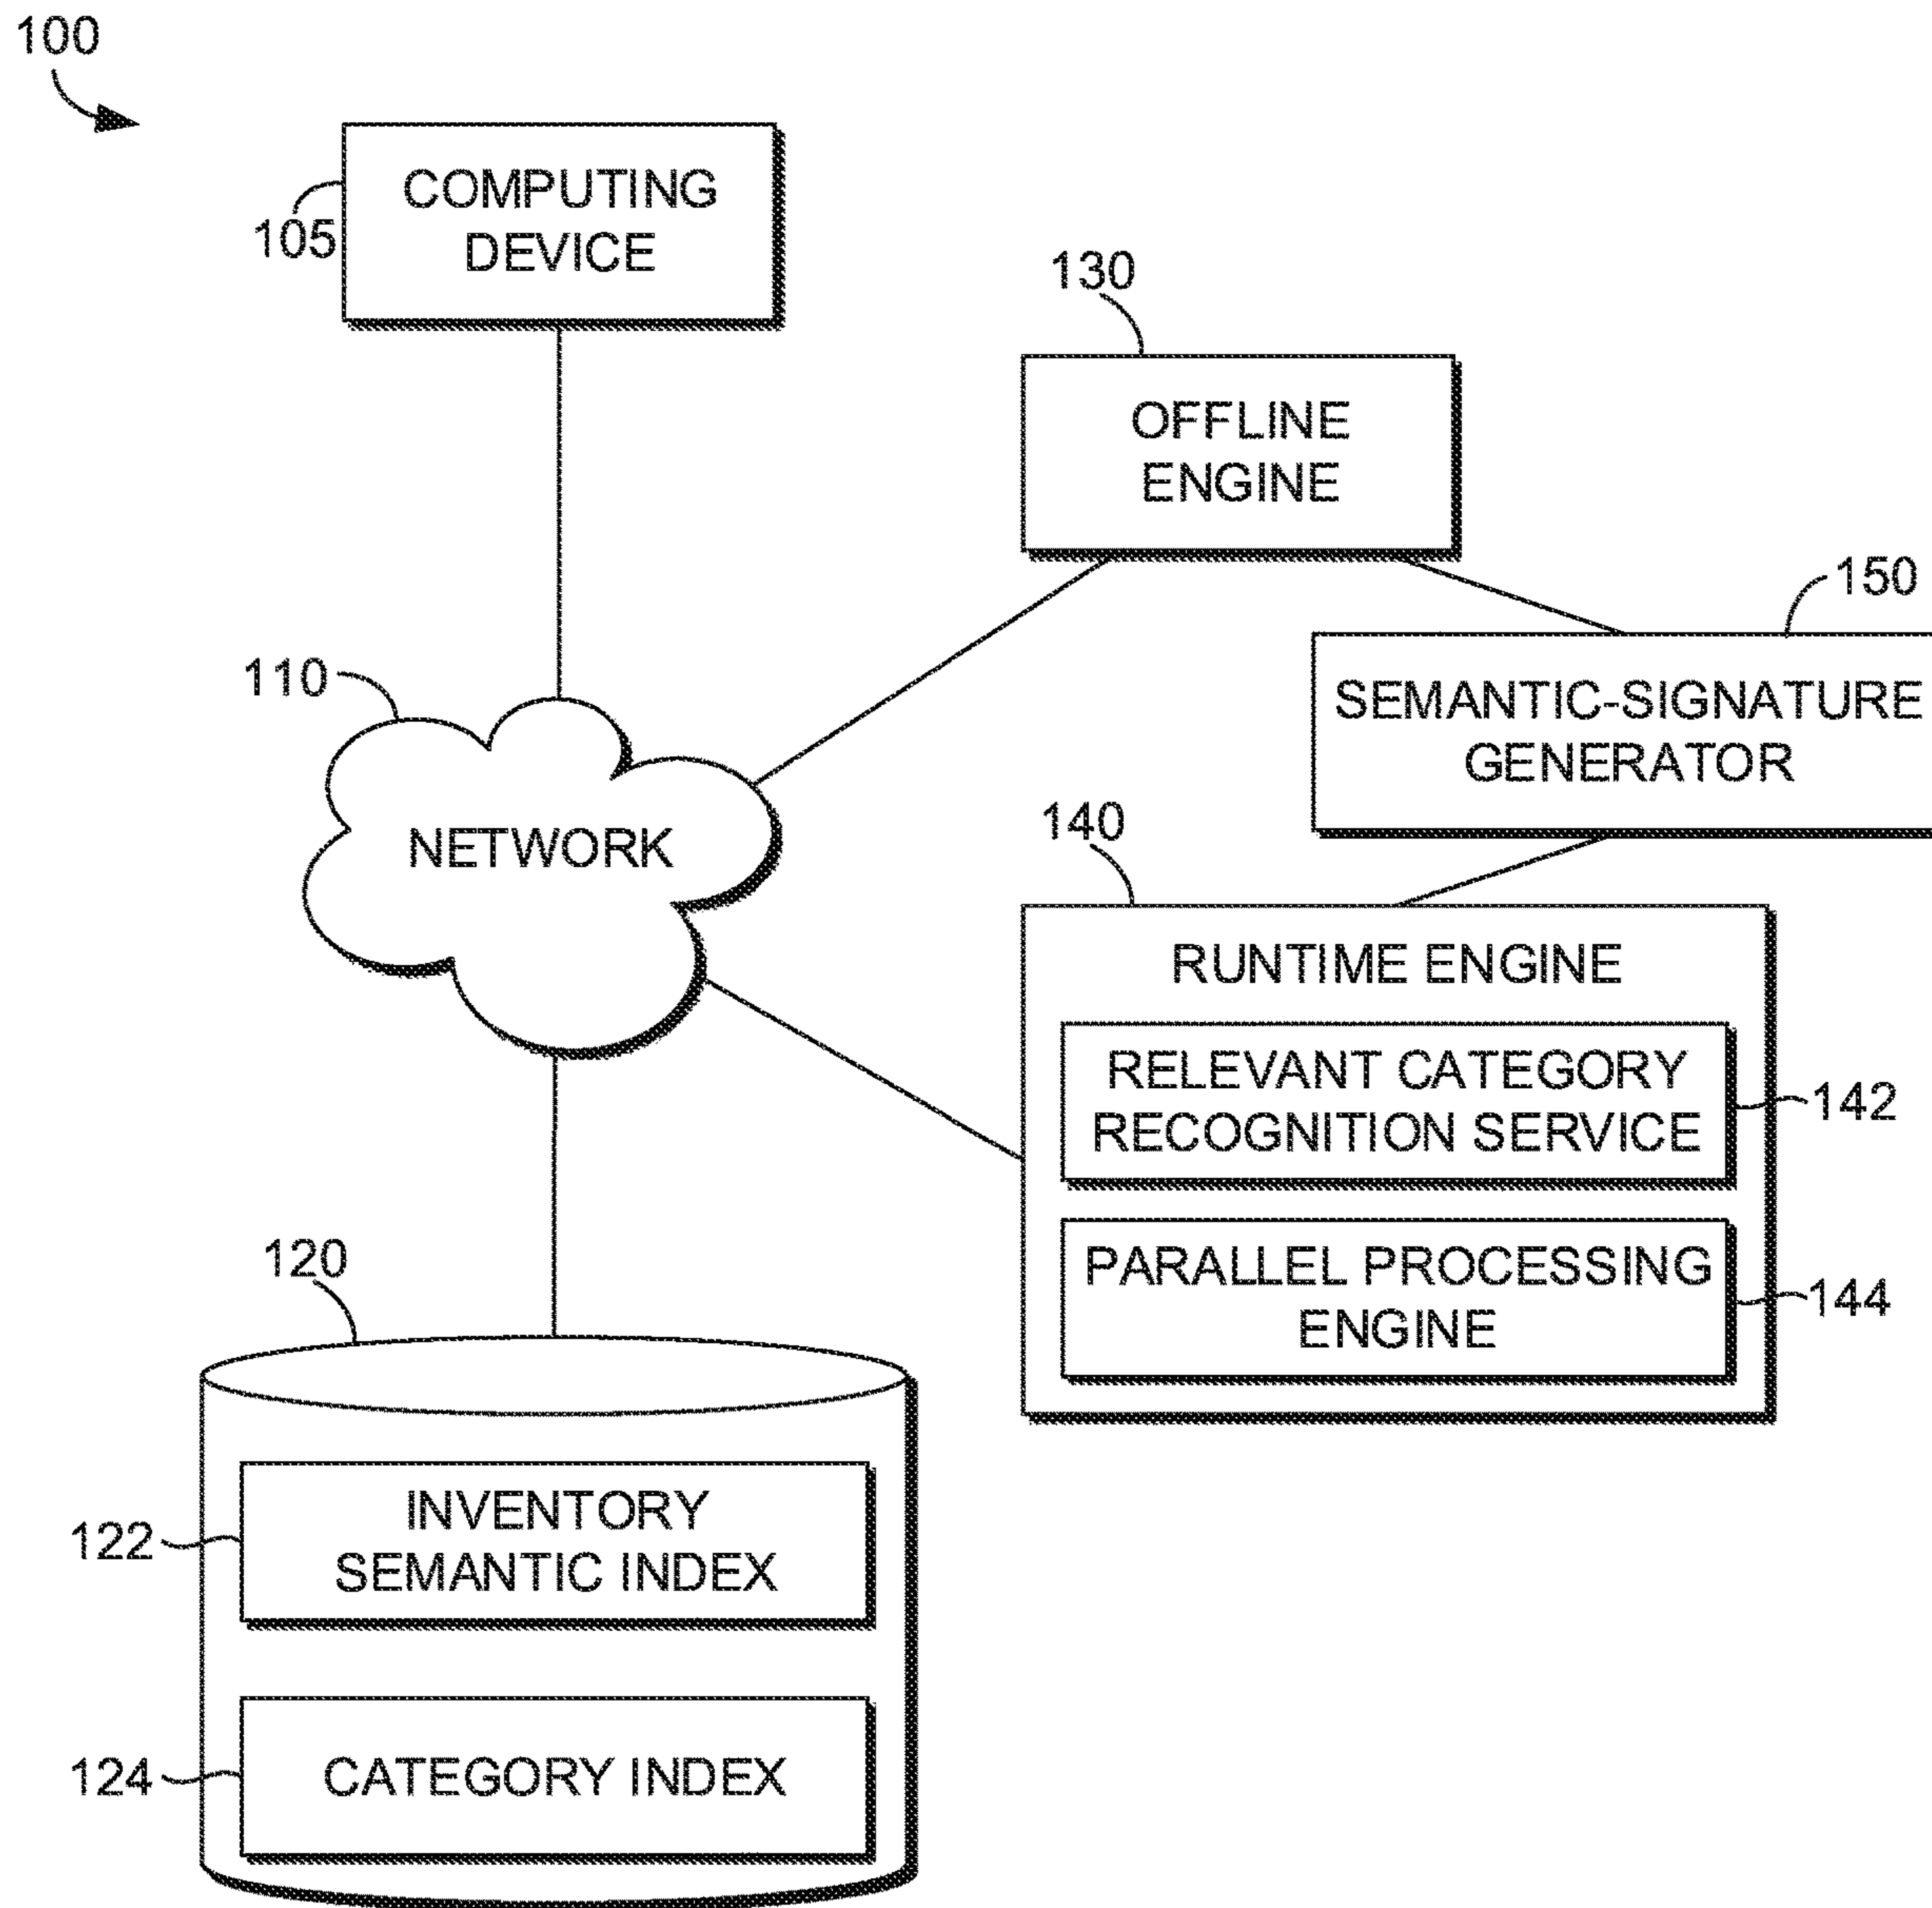 100
COMPUTING
DEVICE
105
130
OFFLINE
ENGINE
150
SEMANTIC-SIGNATURE
GENERATOR
110
NETWORK
140
RUNTIME ENGINE
RELEVANT CATEGORY
RECOGNITION SERVICE
142
PARALLEL PROCESSING
ENGINE
144
120
INVENTORY
SEMANTIC INDEX
122
CATEGORY INDEX
124